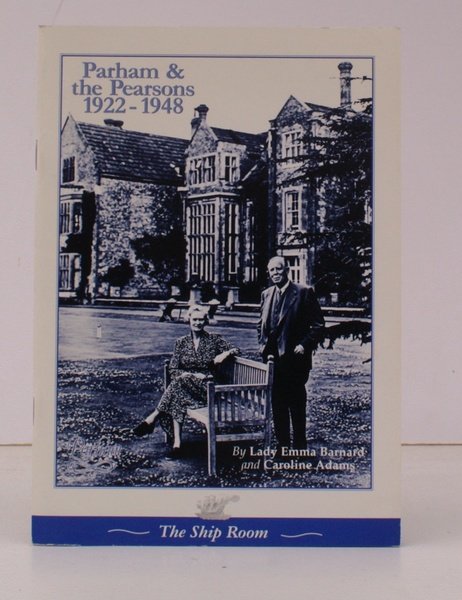 Parham &
the Pearsons
1922 - 1948
By Lady Emma Barnard
and Caroline Adams
The Ship Room